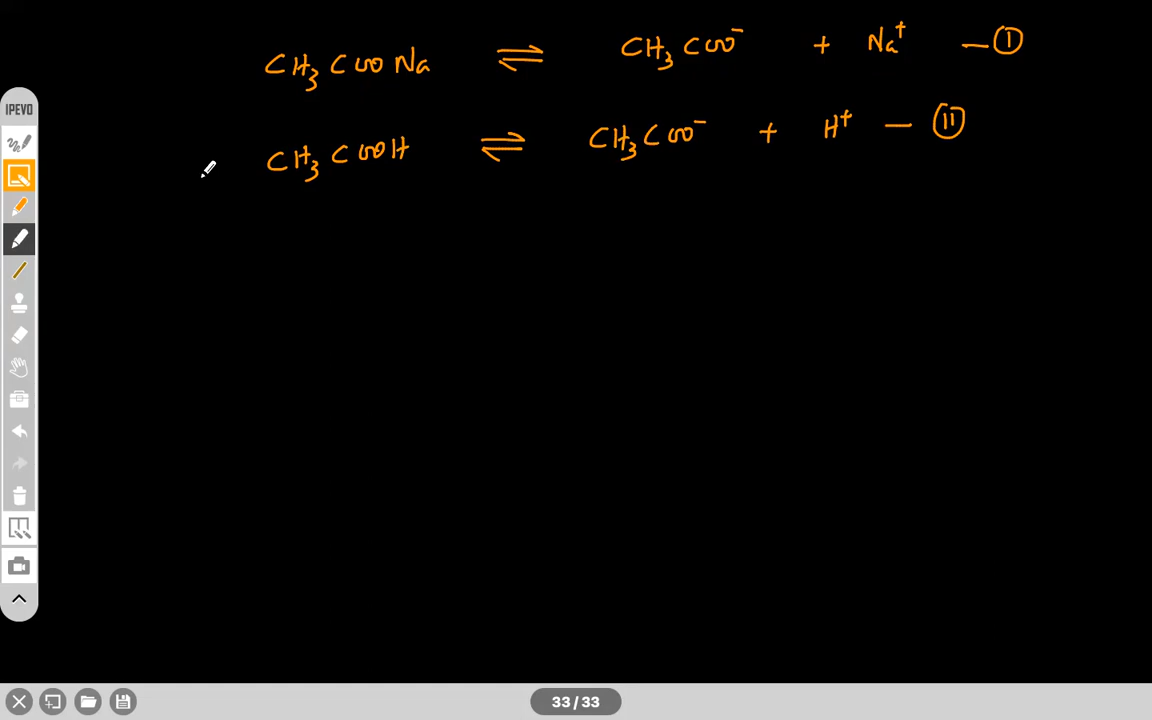 CH₃COONa ⇌ CH₃COO⁻ + Na⁺ —Ⓘ
IPEVO
CH₃COOH ⇌ CH₃COO⁻ + H⁺ — Ⅱ
33/33